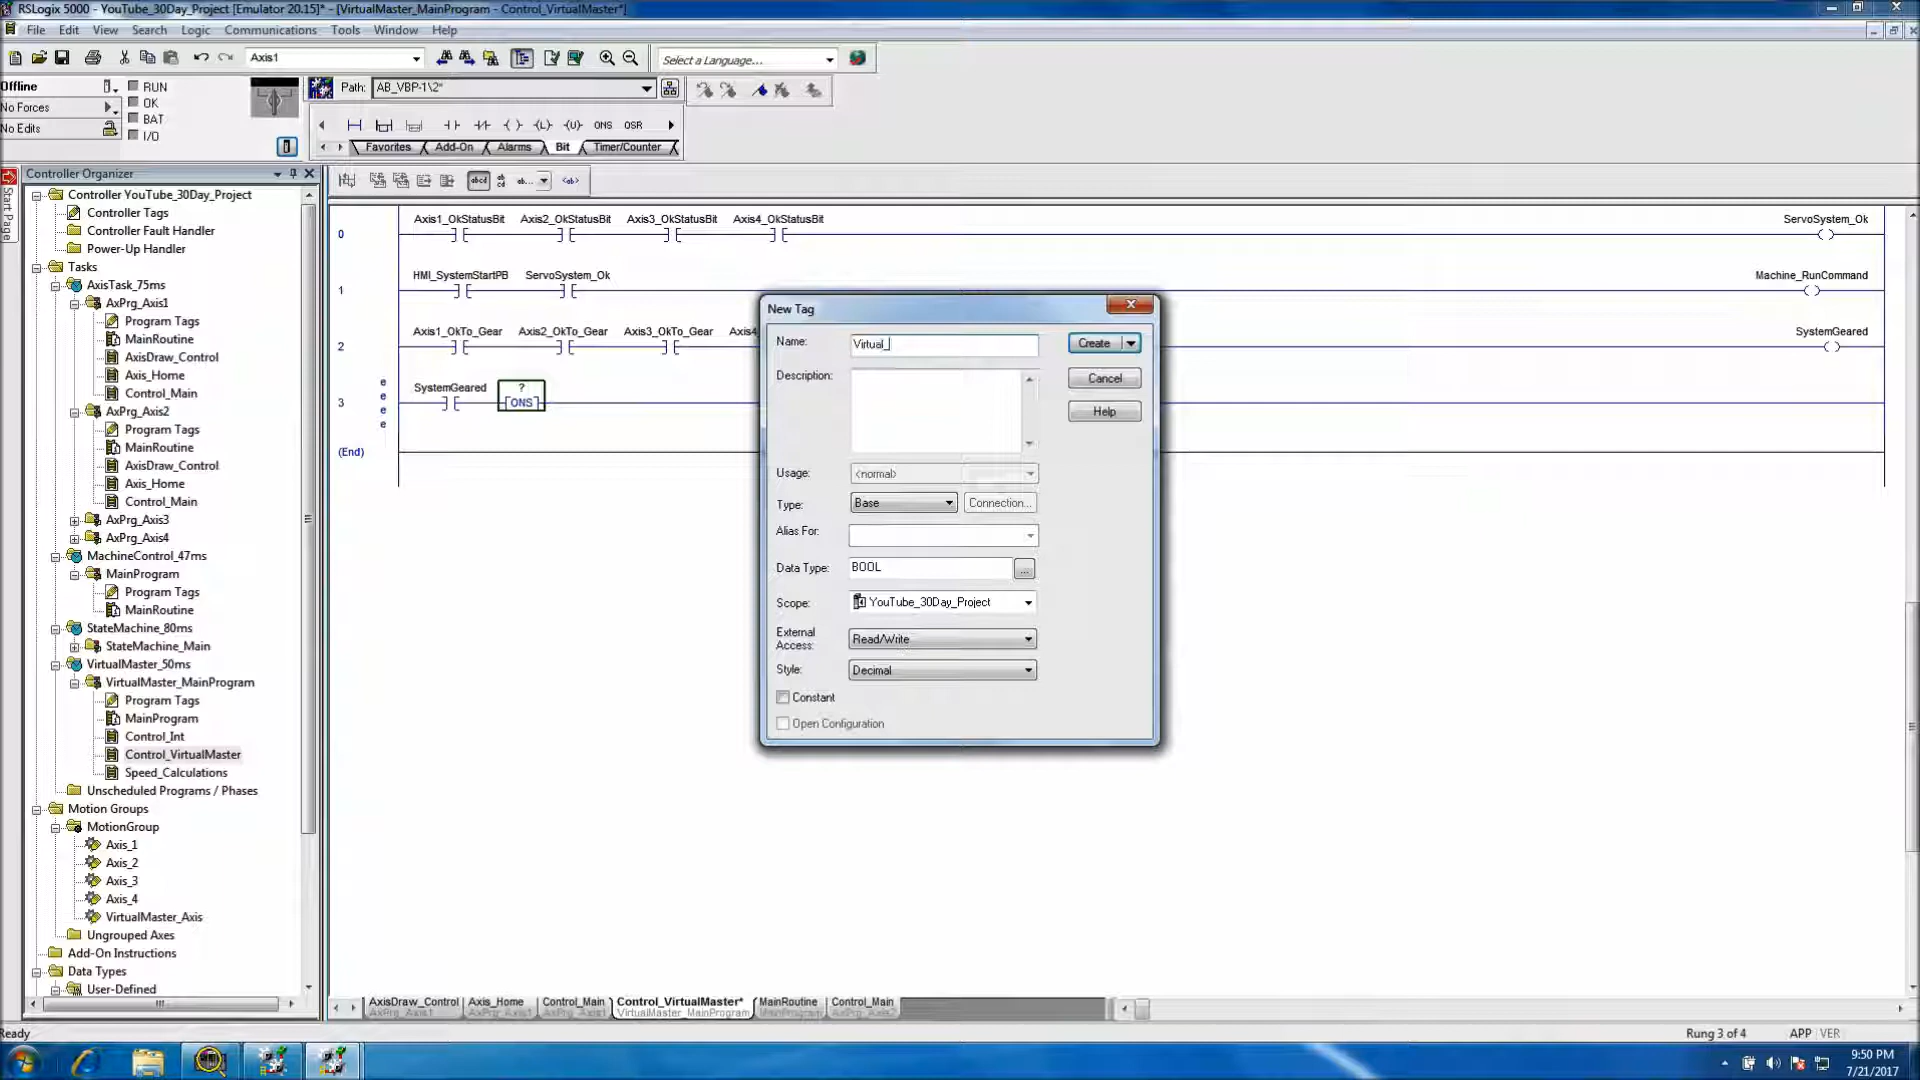 RSLogix 5000 - YouTube_30Day_Project [Emulator 20.15]* - [VirtualMaster_MainProgram - Control_VirtualMaster*]
File Edit View Search Logic Communications Tools Window Help
Axis1
Select a Language...
Offline
RUN
No Forces
OK
No Edits
BAT
I/O
Path: AB_VBP-1\2*
ONS OSR
Favorites Add-On Alarms Bit Timer/Counter
Start Page
Controller Organizer
Controller YouTube_30Day_Project
Controller Tags
Controller Fault Handler
Power-Up Handler
Tasks
AxisTask_75ms
AxPrg_Axis1
Program Tags
MainRoutine
AxisDraw_Control
Axis_Home
Control_Main
AxPrg_Axis2
Program Tags
MainRoutine
AxisDraw_Control
Axis_Home
Control_Main
AxPrg_Axis3
AxPrg_Axis4
MachineControl_47ms
MainProgram
Program Tags
MainRoutine
StateMachine_80ms
StateMachine_Main
VirtualMaster_50ms
VirtualMaster_MainProgram
Program Tags
MainProgram
Control_Int
Control_VirtualMaster
Speed_Calculations
Unscheduled Programs / Phases
Motion Groups
MotionGroup
Axis_1
Axis_2
Axis_3
Axis_4
VirtualMaster_Axis
Ungrouped Axes
Add-On Instructions
Data Types
User-Defined
Axis1_OkStatusBit Axis2_OkStatusBit Axis3_OkStatusBit Axis4_OkStatusBit ServoSystem_Ok
0
HMI_SystemStartPB ServoSystem_Ok Machine_RunCommand
1
Axis1_OkTo_Gear Axis2_OkTo_Gear Axis3_OkTo_Gear Axis4 SystemGeared
2
SystemGeared ?
ONS
3
e
e
e
e
(End)
New Tag
Name: Virtual_
Create
Description:
Cancel
Help
Usage: <normal>
Type: Base Connection...
Alias For:
Data Type: BOOL ...
Scope: YouTube_30Day_Project
External Access: Read/Write
Style: Decimal
Constant
Open Configuration
AxisDraw_Control Axis_Home Control_Main Control_VirtualMaster* MainRoutine Control_Main
AxPrg_Axis1 AxPrg_Axis1 AxPrg_Axis1 VirtualMaster_MainProgram MainProgram AxPrg_Axis2
Ready
Rung 3 of 4 APP VER
9:50 PM
7/21/2017